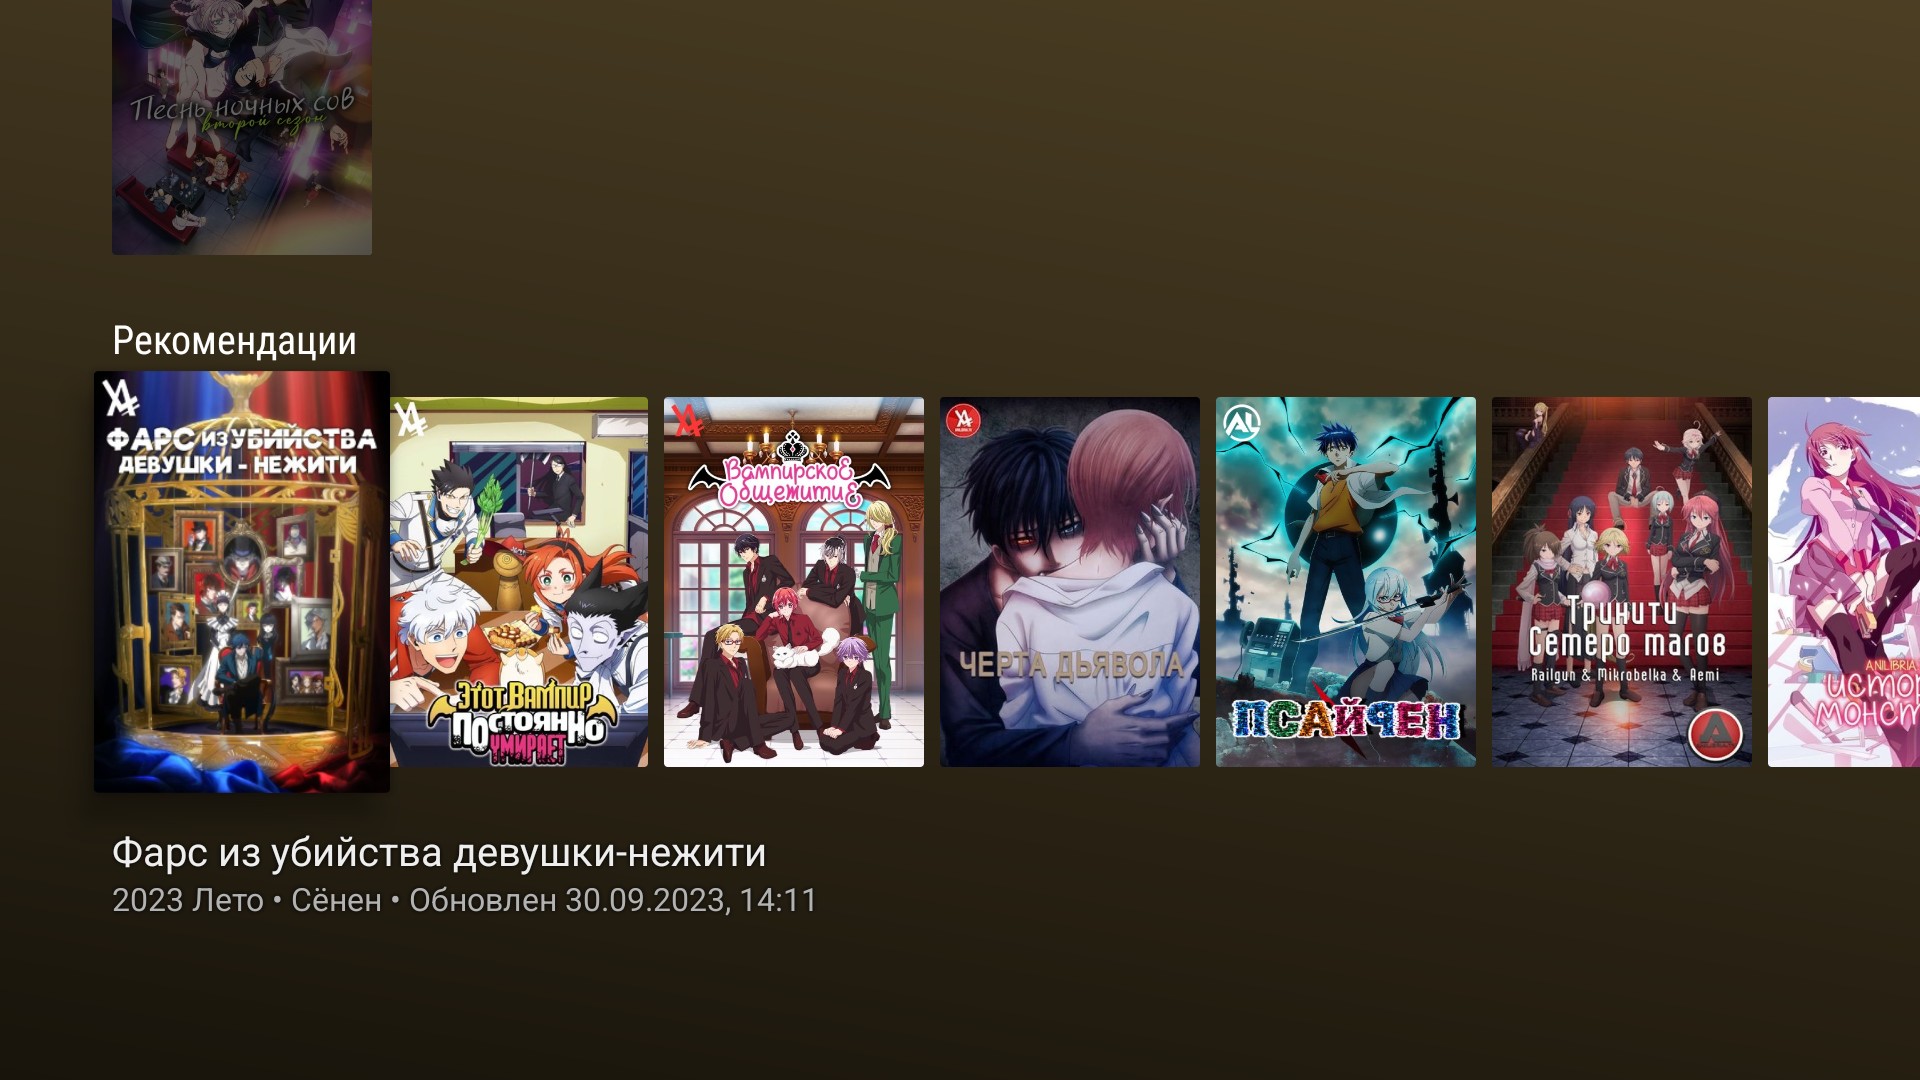 Песнь ночных сов
второй сезон
Рекомендации
ФАРС ИЗ УБИЙСТВА
ДЕВУШКИ - НЕЖИТИ
Этот Вампир
Постоянно
Умирает
Вампирское
Общежитие
ЧЕРТА ДЬЯВОЛА
AL
ПСАЙРЕН
Тринити
Семеро магов
Railgun & Mikrobelka & Aemi
ANILIBRIA
Фарс из убийства девушки-нежити
2023 Лето • Сёнен • Обновлен 30.09.2023, 14:11